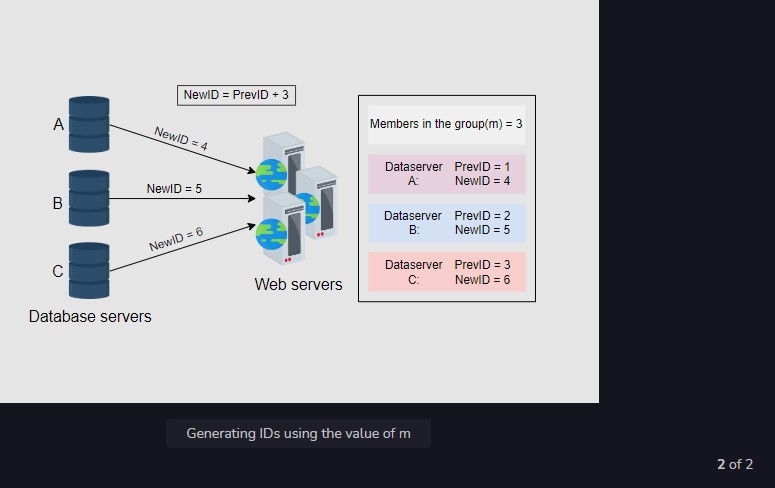 NewID = PrevID + 3
Members in the group(m) = 3
A
NewID = 4
Dataserver A: PrevID = 1
NewID = 4
B
NewID = 5
Dataserver B: PrevID = 2
NewID = 5
C
NewID = 6
Dataserver C: PrevID = 3
NewID = 6
Web servers
Database servers
Generating IDs using the value of m
2 of 2